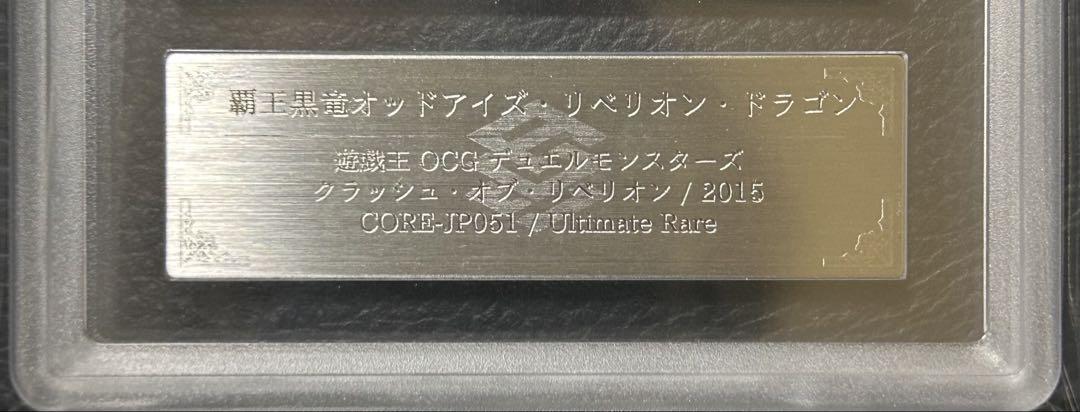 覇王黒竜オッドアイズ・リベリオン・ドラゴン
遊戯王 OCG デュエルモンスターズ
クラッシュ・オブ・リベリオン / 2015
CORE-JP051 / Ultimate Rare